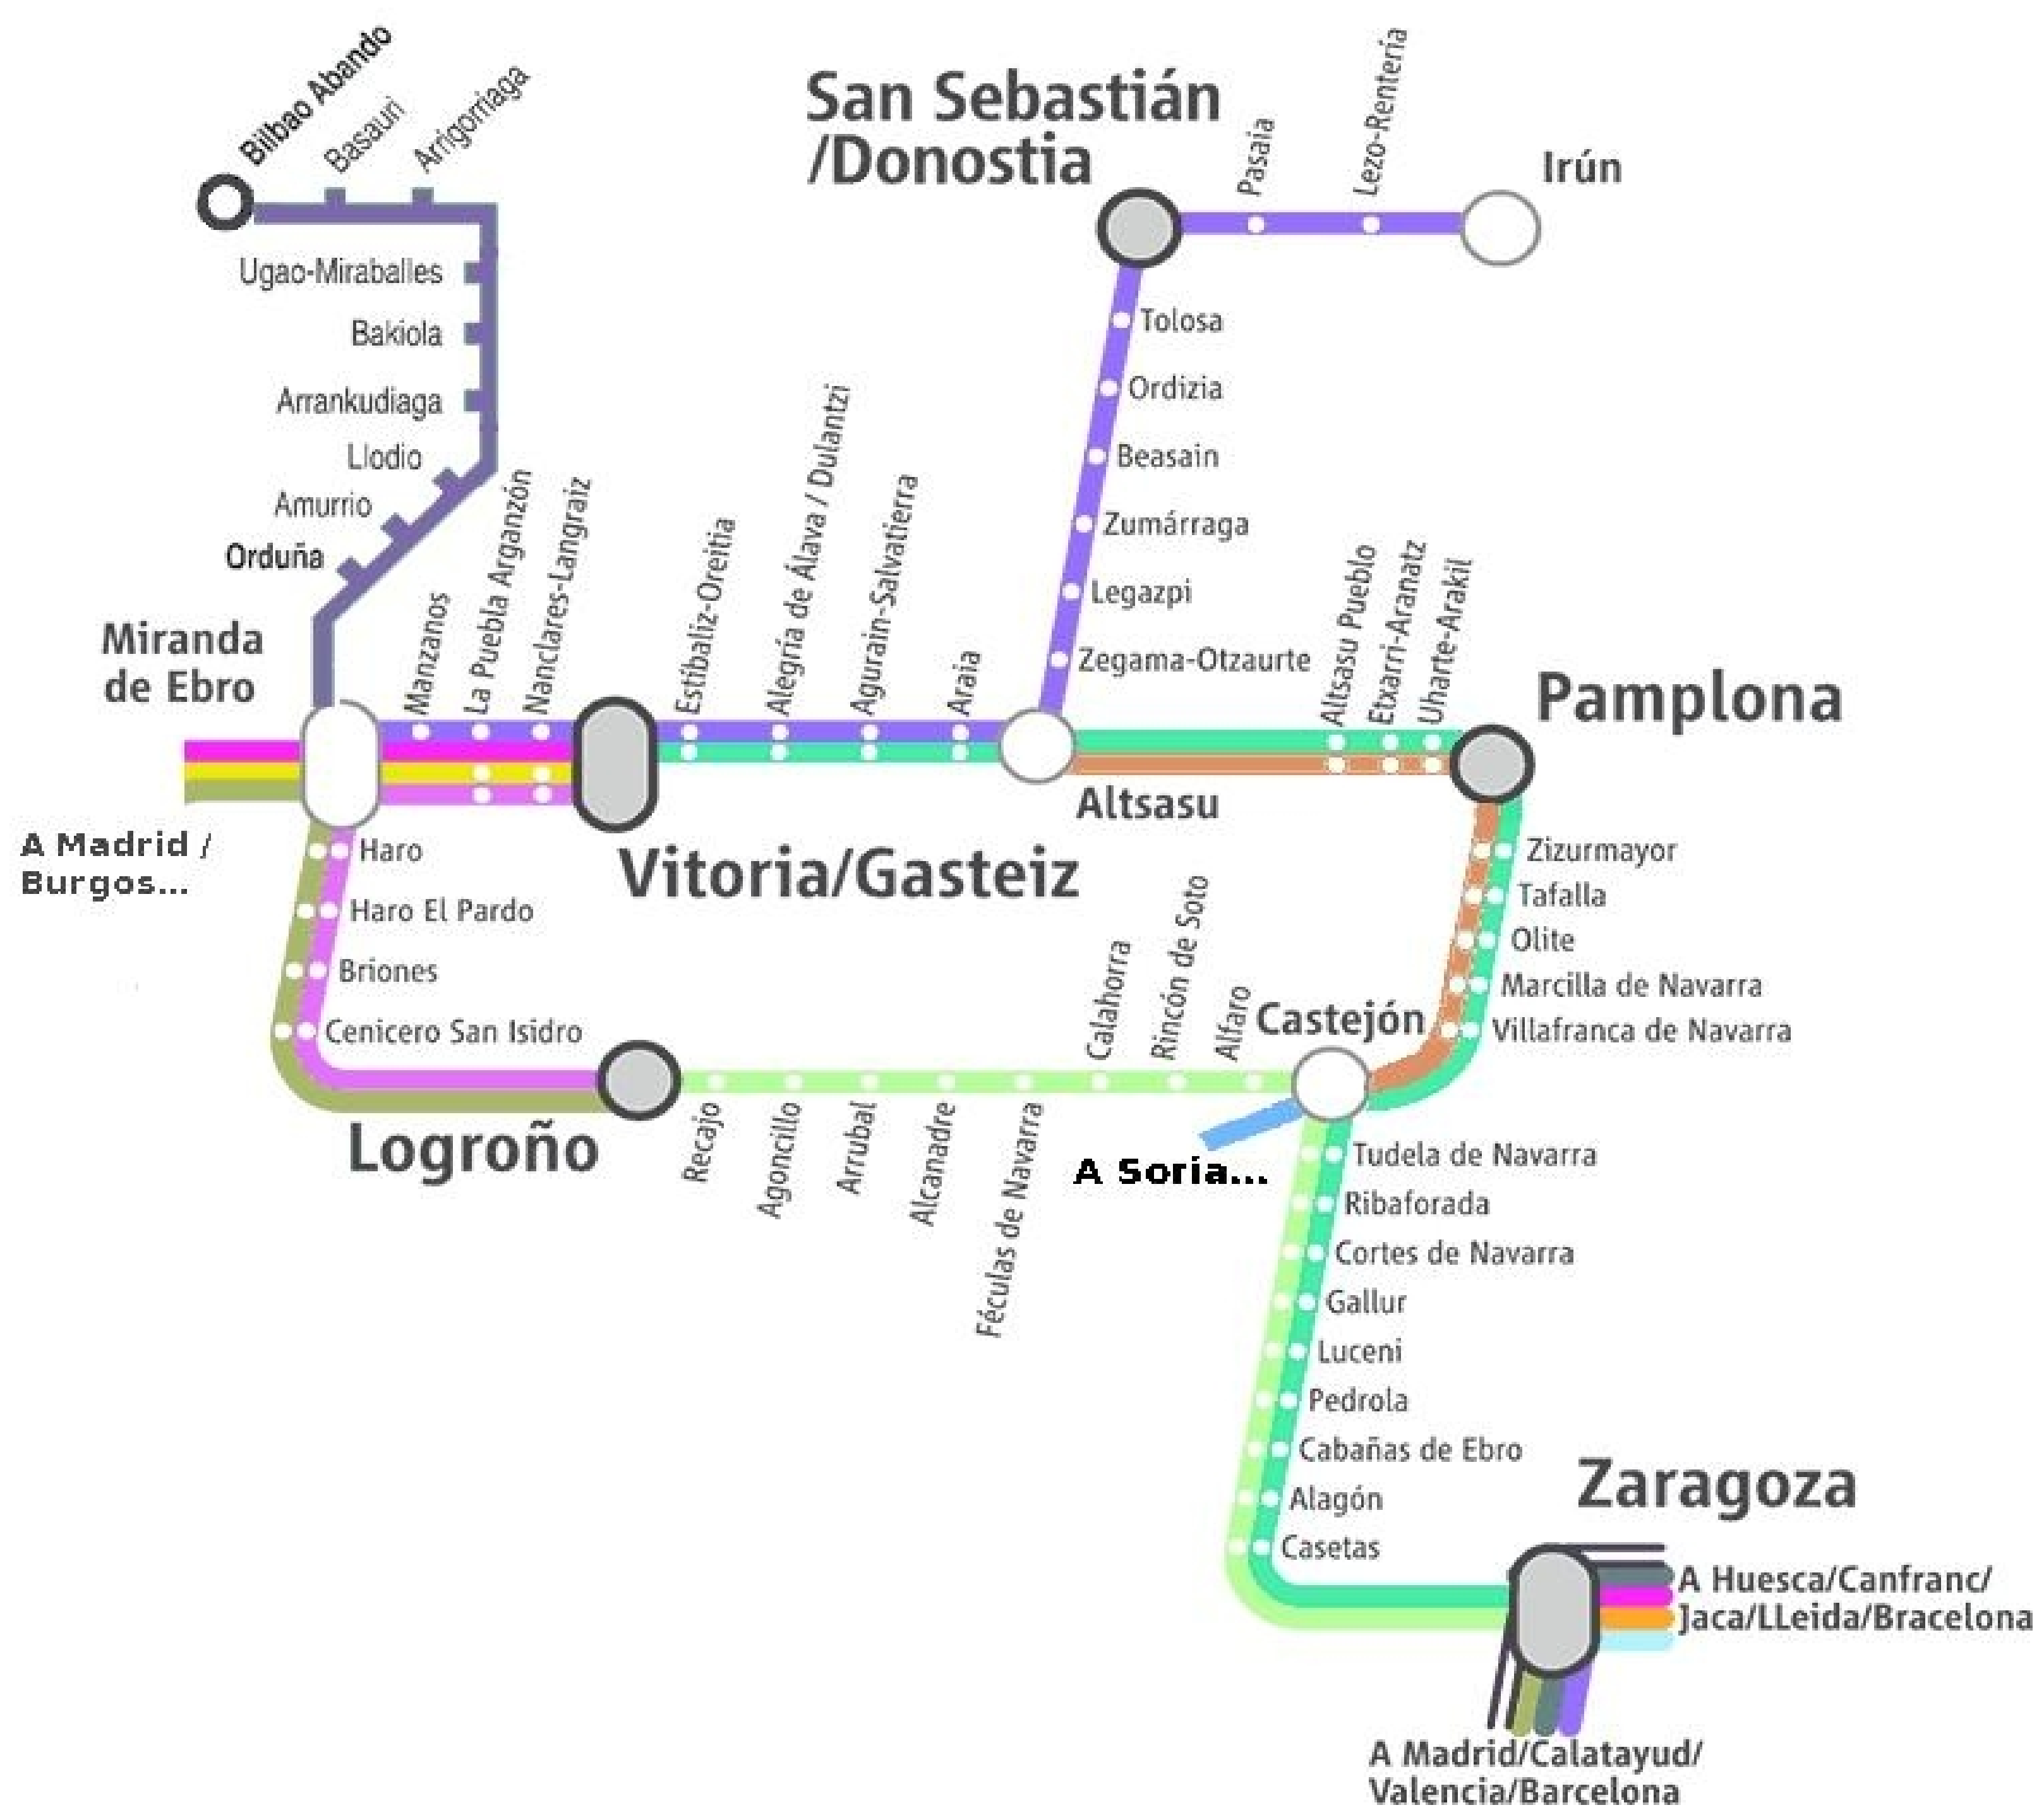 Bilbao Abando
Basauri
Arrigorriaga
Ugao-Miraballes
Bakiola
Arrankudiaga
Llodio
Amurrio
Orduña
San Sebastián
/Donostia
Pasaia
Lezo-Rentería
Irún
Tolosa
Ordizia
Beasain
Zumárraga
Legazpi
Zegama-Otzaurte
Miranda
de Ebro
Manzanos
La Puebla Arganzón
Nanclares-Langraiz
Estíbaliz-Oreitia
Alegría de Álava / Dulantzi
Agurain-Salvatierra
Araia
Altsasu Pueblo
Etxarri-Aranatz
Uharte-Arakil
Pamplona
Altsasu
A Madrid /
Burgos...
Vitoria/Gasteiz
Haro
Haro El Pardo
Briones
Cenicero San Isidro
Logroño
Zizurmayor
Tafalla
Olite
Marcilla de Navarra
Villafranca de Navarra
Recajo
Agoncillo
Arrubal
Alcanadre
Féculas de Navarra
Calahorra
Rincón de Soto
Alfaro
Castejón
A Soria...
Tudela de Navarra
Ribaforada
Cortes de Navarra
Gallur
Luceni
Pedrola
Cabañas de Ebro
Alagón
Casetas
Zaragoza
A Huesca/Canfranc/
Jaca/LLeida/Bracelona
A Madrid/Calatayud/
Valencia/Barcelona